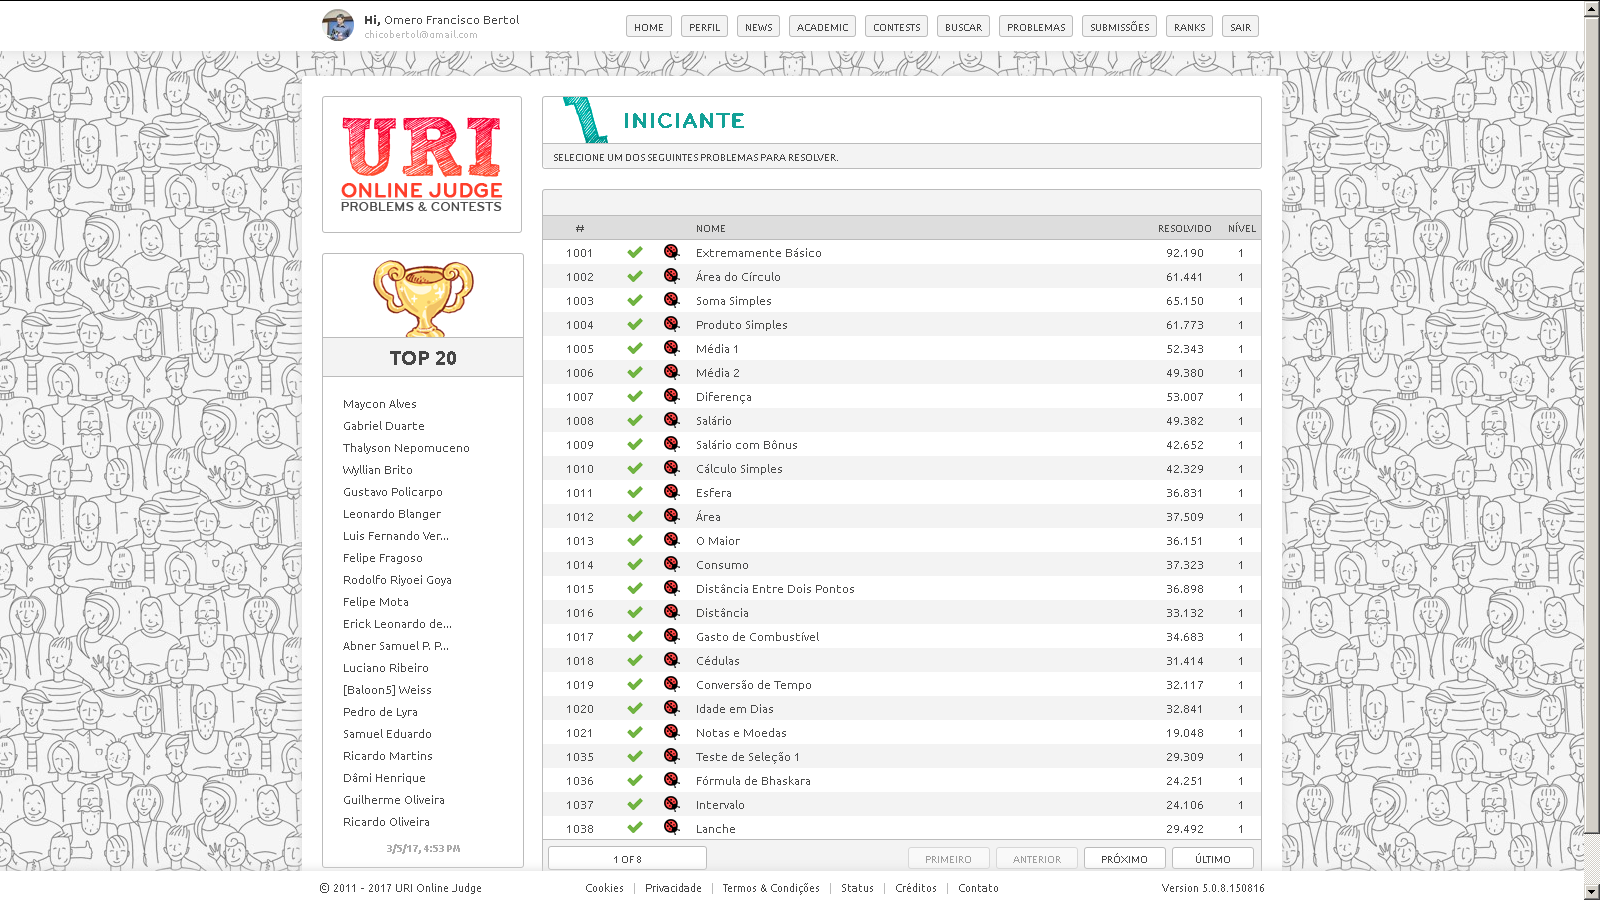 Hi, Omero Francisco Bertol
chicobertol@gmail.com
HOME PERFIL NEWS ACADEMIC CONTESTS BUSCAR PROBLEMAS SUBMISSÕES RANKS SAIR
URI
ONLINE JUDGE
PROBLEMS & CONTESTS
TOP 20
Maycon Alves
Gabriel Duarte
Thalyson Nepomuceno
Wyllian Brito
Gustavo Policarpo
Leonardo Blanger
Luis Fernando Ver...
Felipe Fragoso
Rodolfo Riyoei Goya
Felipe Mota
Erick Leonardo de...
Abner Samuel P. P...
Luciano Ribeiro
[Baloon5] Weiss
Pedro de Lyra
Samuel Eduardo
Ricardo Martins
Dâmi Henrique
Guilherme Oliveira
Ricardo Oliveira
3/5/17, 4:53 PM
INICIANTE
SELECIONE UM DOS SEGUINTES PROBLEMAS PARA RESOLVER.
# NOME RESOLVIDO NÍVEL
1001 Extremamente Básico 92.190 1
1002 Área do Círculo 61.441 1
1003 Soma Simples 65.150 1
1004 Produto Simples 61.773 1
1005 Média 1 52.343 1
1006 Média 2 49.380 1
1007 Diferença 53.007 1
1008 Salário 49.382 1
1009 Salário com Bônus 42.652 1
1010 Cálculo Simples 42.329 1
1011 Esfera 36.831 1
1012 Área 37.509 1
1013 O Maior 36.151 1
1014 Consumo 37.323 1
1015 Distância Entre Dois Pontos 36.898 1
1016 Distância 33.132 1
1017 Gasto de Combustível 34.683 1
1018 Cédulas 31.414 1
1019 Conversão de Tempo 32.117 1
1020 Idade em Dias 32.841 1
1021 Notas e Moedas 19.048 1
1035 Teste de Seleção 1 29.309 1
1036 Fórmula de Bhaskara 24.251 1
1037 Intervalo 24.106 1
1038 Lanche 29.492 1
1 OF 8 PRIMEIRO ANTERIOR PRÓXIMO ÚLTIMO
© 2011 - 2017 URI Online Judge Cookies | Privacidade | Termos & Condições | Status | Créditos | Contato Version 5.0.8.150816